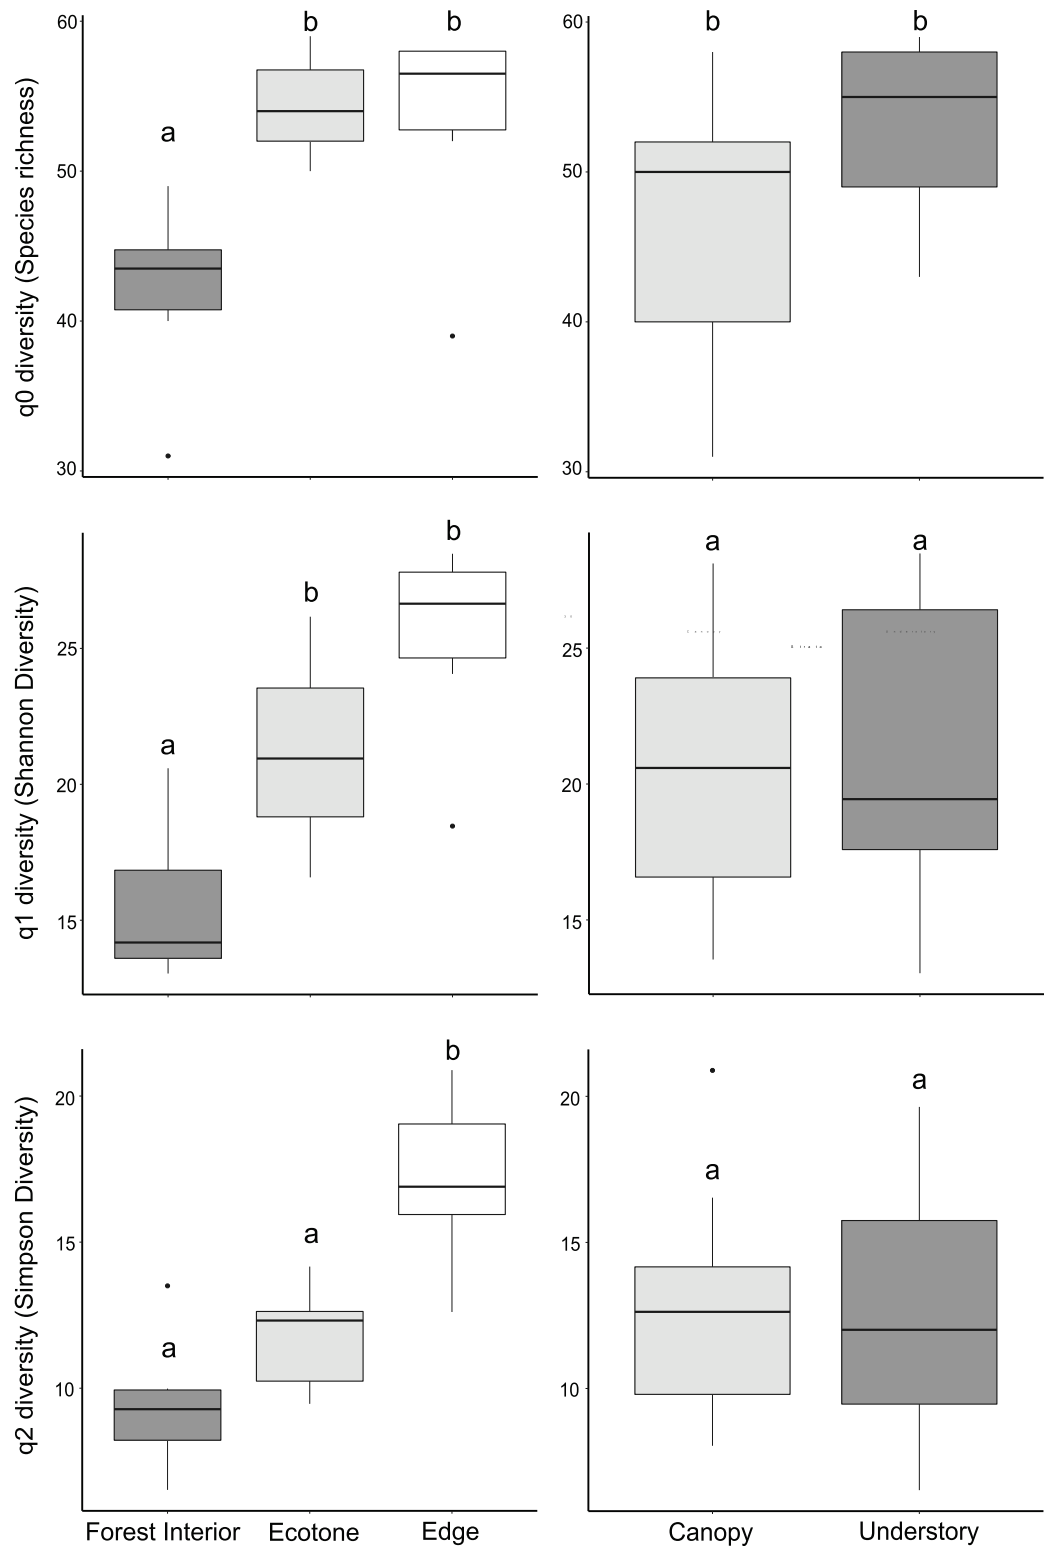 q0 diversity (Species richness)
60
50
40
30
a
b
b
60
50
40
30
b
b
q1 diversity (Shannon Diversity)
25
20
15
a
b
b
25
20
15
a
a
q2 diversity (Simpson Diversity)
20
15
10
a
a
b
20
15
10
a
a
Forest Interior
Ecotone
Edge
Canopy
Understory